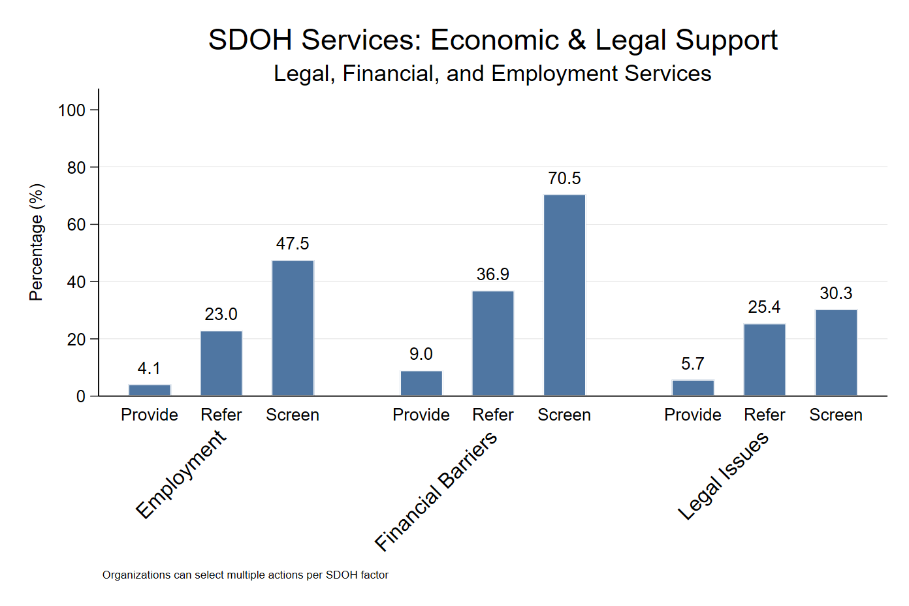 SDOH Services: Economic & Legal Support
Legal, Financial, and Employment Services
Percentage (%)
100
80
60
40
20
0
4.1
23.0
47.5
9.0
36.9
70.5
5.7
25.4
30.3
Provide Refer Screen Provide Refer Screen Provide Refer Screen
Employment
Financial Barriers
Legal Issues
Organizations can select multiple actions per SDOH factor